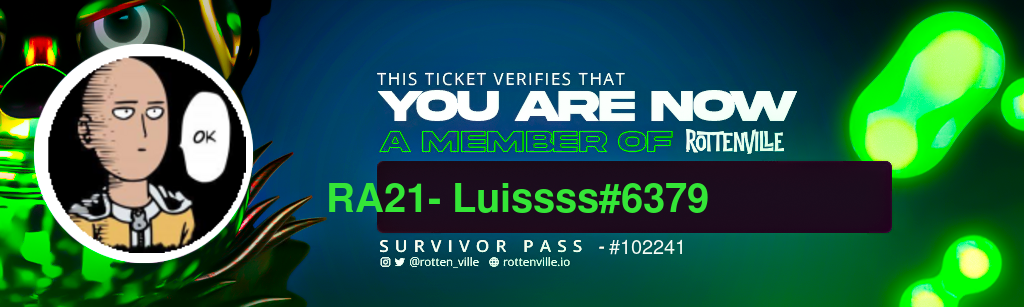 OK
THIS TICKET VERIFIES THAT
YOU ARE NOW
A MEMBER OF ROTTENVILLE
RA21- Luissss#6379
SURVIVOR PASS - #102241
@rotten_ville rottenville.io